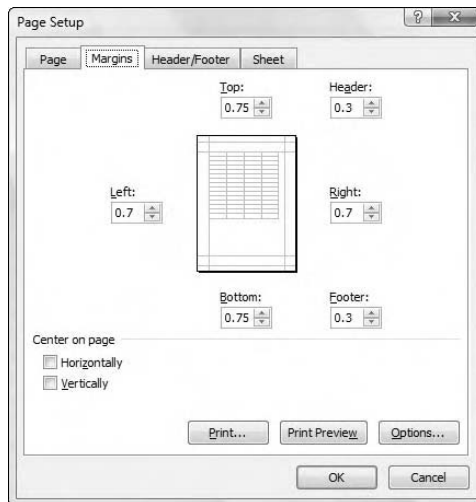 Page Setup
Page Margins Header/Footer Sheet
Top: Header:
0.75 0.3
Left: Right:
0.7 0.7
Bottom: Footer:
0.75 0.3
Center on page
Horizontally
Vertically
Print... Print Preview Options...
OK Cancel